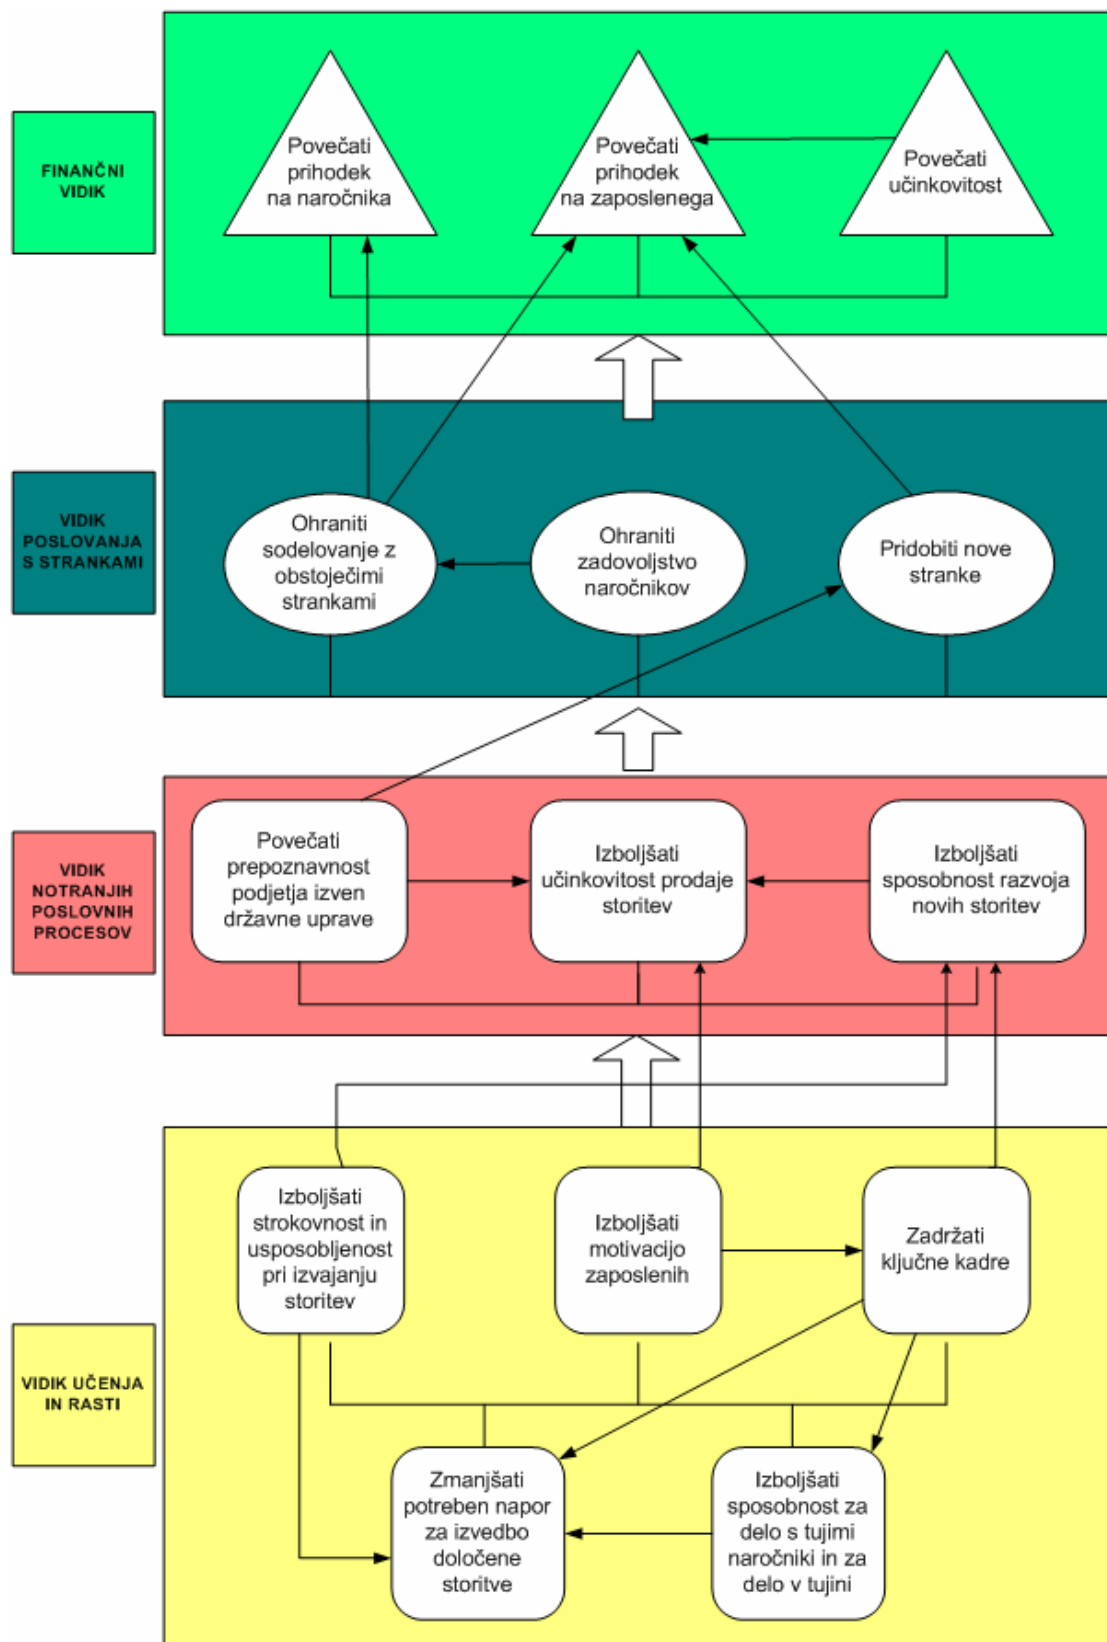 FINANČNI
VIDIK
Povečati
prihodek
na naročnika
Povečati
prihodek
na zaposlenega
Povečati
učinkovitost
VIDIK
POSLOVANJA
S STRANKAMI
Ohraniti
sodelovanje z
obstoječimi
strankami
Ohraniti
zadovoljstvo
naročnikov
Pridobiti nove
stranke
VIDIK
NOTRANJIH
POSLOVNIH
PROCESOV
Povečati
prepoznavnost
podjetja izven
državne uprave
Izboljšati
učinkovitost prodaje
storitev
Izboljšati
sposobnost razvoja
novih storitev
VIDIK UČENJA
IN RASTI
Izboljšati
strokovnost in
usposobljenost
pri izvajanju
storitev
Izboljšati
motivacijo
zaposlenih
Zadržati
ključne kadre
Zmanjšati
potreben napor
za izvedbo
določene
storitve
Izboljšati
sposobnost za
delo s tujimi
naročniki in za
delo v tujini